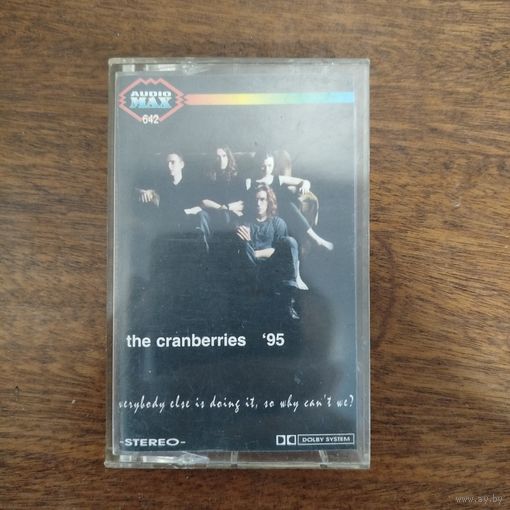 AUDIO
MAX
642
the cranberries '95
verybody else is doing it, so why can't we?
-STEREO-
DOLBY SYSTEM
www.ay.by